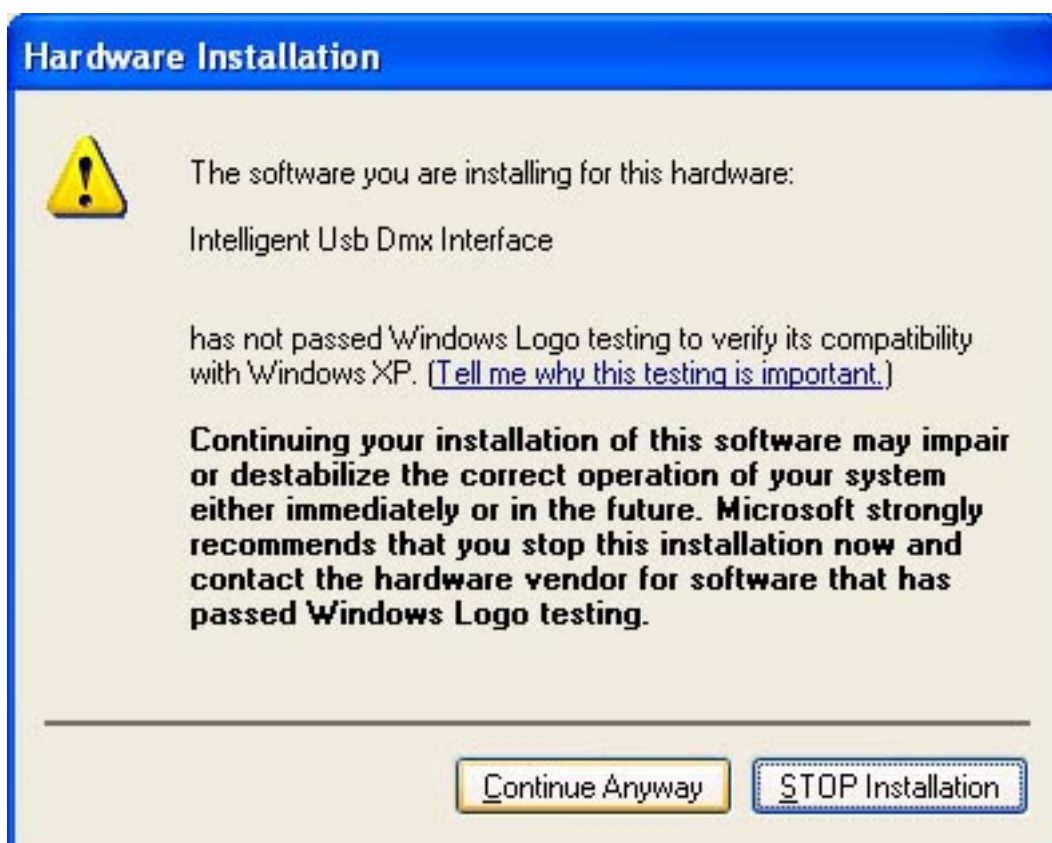 Hardware Installation
The software you are installing for this hardware:
Intelligent Usb Dmx Interface
has not passed Windows Logo testing to verify its compatibility
with Windows XP. (Tell me why this testing is important.)
Continuing your installation of this software may impair
or destabilize the correct operation of your system
either immediately or in the future. Microsoft strongly
recommends that you stop this installation now and
contact the hardware vendor for software that has
passed Windows Logo testing.
Continue Anyway STOP Installation